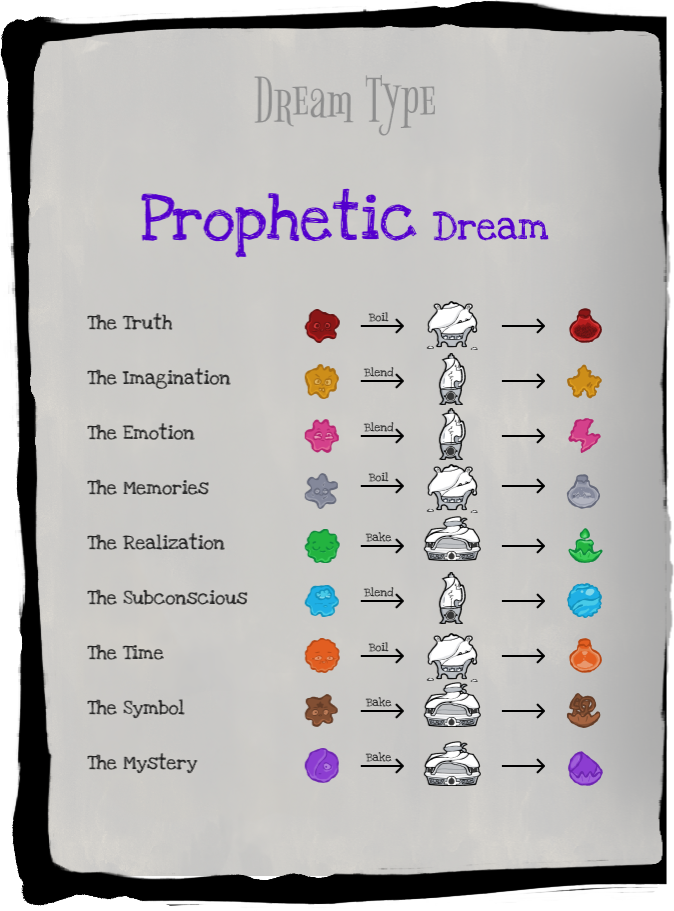 Dream Type
Prophetic Dream
The Truth Boil
The Imagination Blend
The Emotion Blend
The Memories Boil
The Realization Bake
The Subconscious Blend
The Time Boil
The Symbol Bake
The Mystery Bake